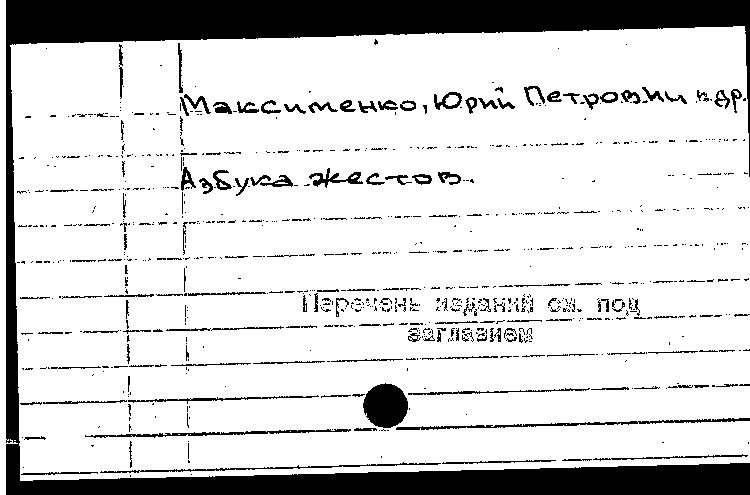 Максименко, Юрий Петрович и др.
Азбука жестов.
Перечень изданий см. под
заглавием